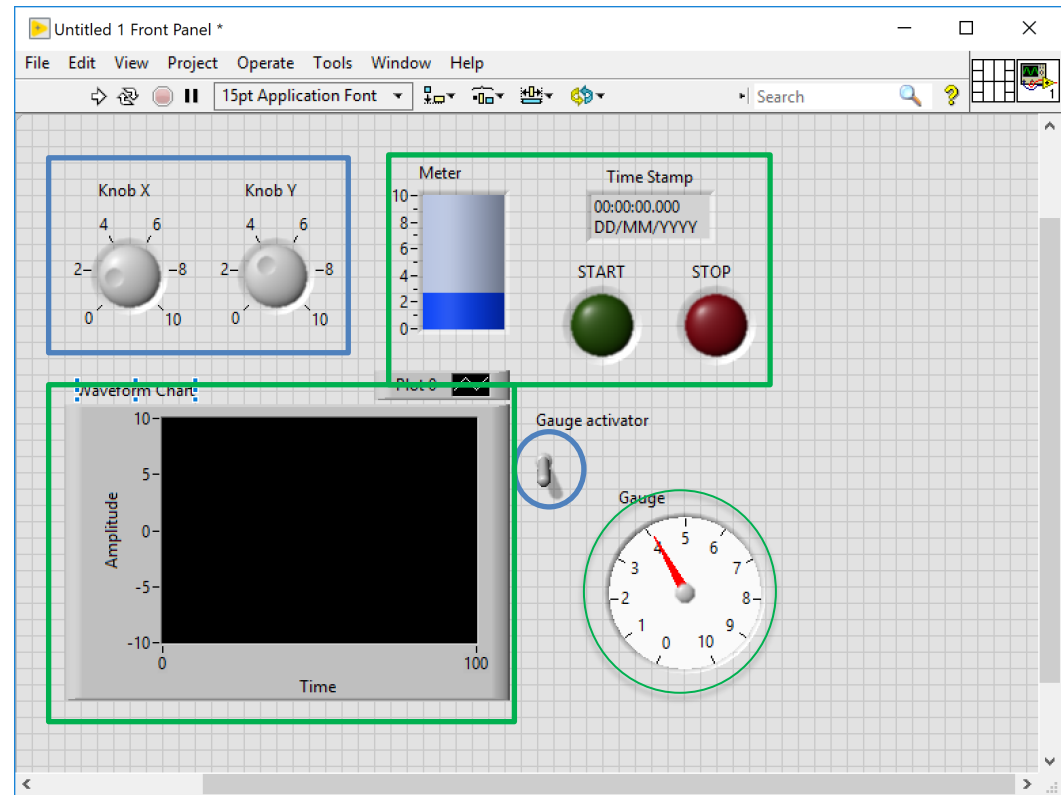 Untitled 1 Front Panel *
File Edit View Project Operate Tools Window Help
15pt Application Font
Search
1
Knob X
4 6
2 8
0 10
Knob Y
4 6
2 8
0 10
Meter
10
8
6
4
2
0
Time Stamp
00:00:00.000
DD/MM/YYYY
START STOP
Waveform Chart
Plot 0
10
5
0
-5
-10
Amplitude
0 100
Time
Gauge activator
Gauge
0
1
2
3
4
5
6
7
8
9
10